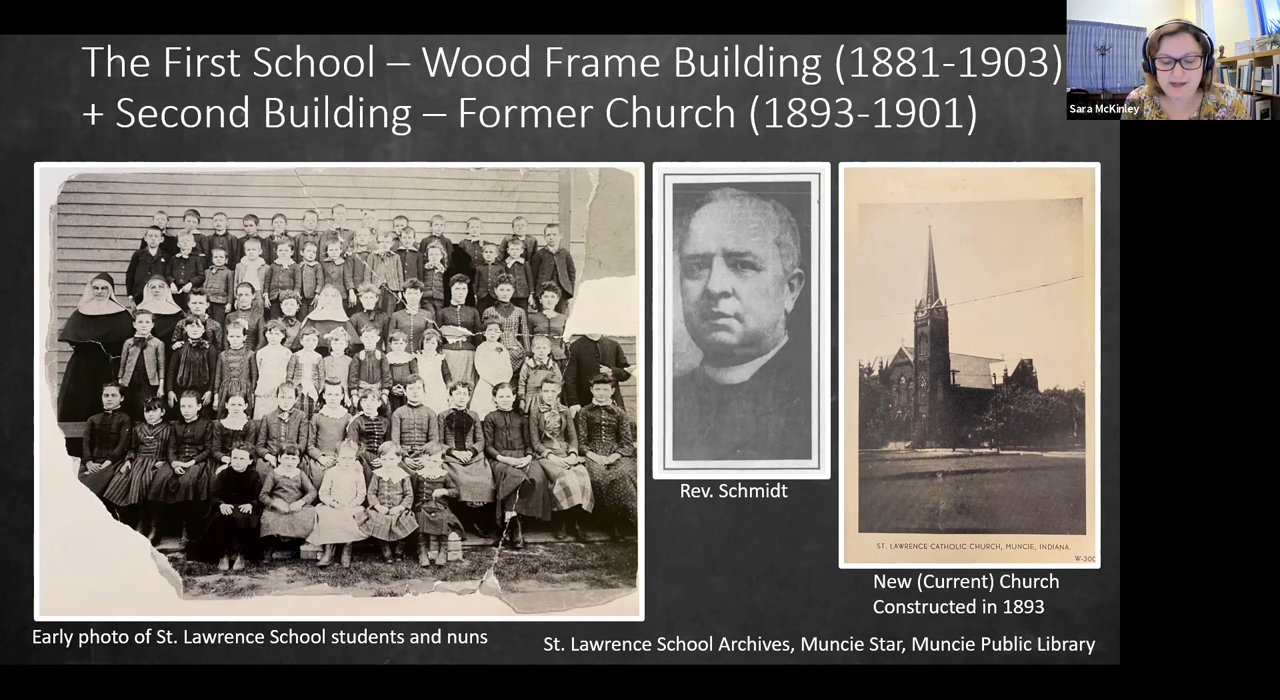 The First School – Wood Frame Building (1881-1903)
+ Second Building – Former Church (1893-1901)
Sara McKinley
Rev. Schmidt
ST. LAWRENCE CATHOLIC CHURCH, MUNCIE, INDIANA.
W-300
New (Current) Church
Constructed in 1893
Early photo of St. Lawrence School students and nuns
St. Lawrence School Archives, Muncie Star, Muncie Public Library